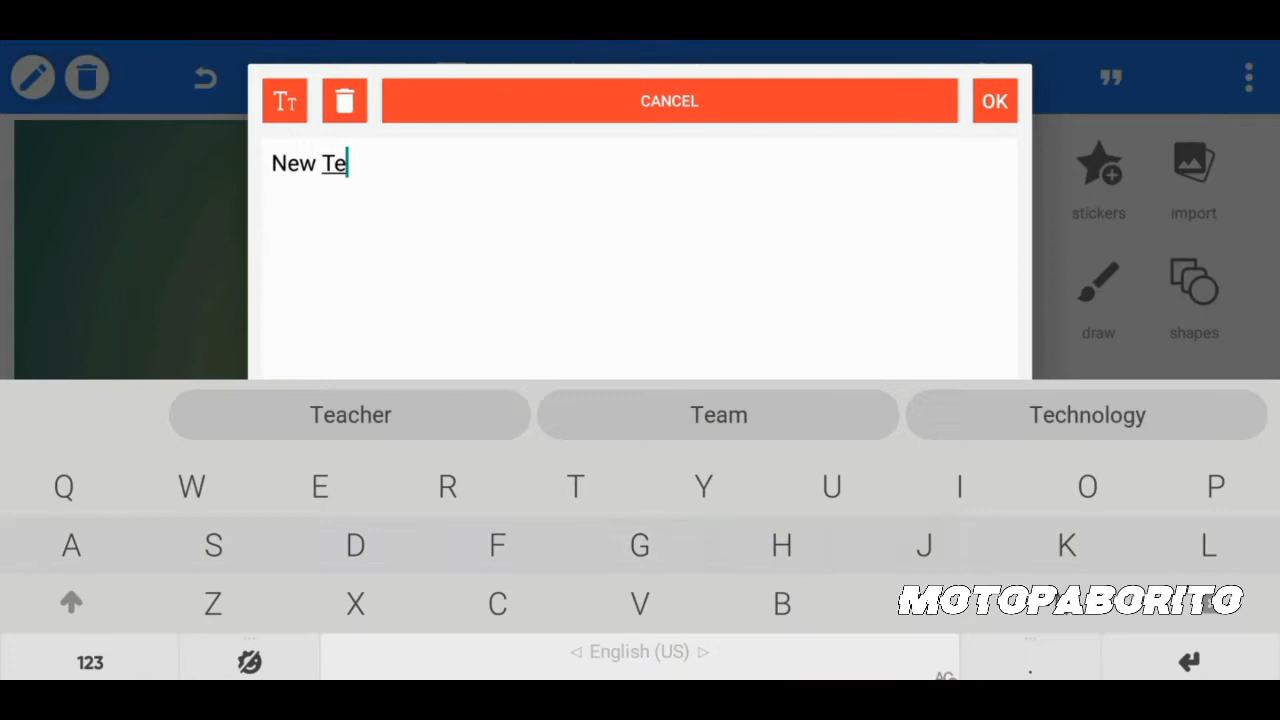 CANCEL
OK
New Te
stickers
import
draw
shapes
Teacher
Team
Technology
Q W E R T Y U I O P
A S D F G H J K L
Z X C V B
MOTOPABORITO
123
English (US)
.